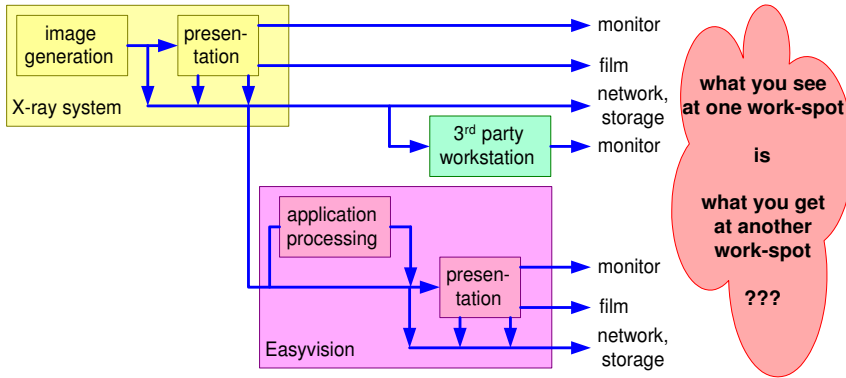 image
generation
presen-
tation
X-ray system
monitor
film
network,
storage
3rd party
workstation
monitor
application
processing
presen-
tation
Easyvision
monitor
film
network,
storage
what you see
at one work-spot
is
what you get
at another
work-spot
???